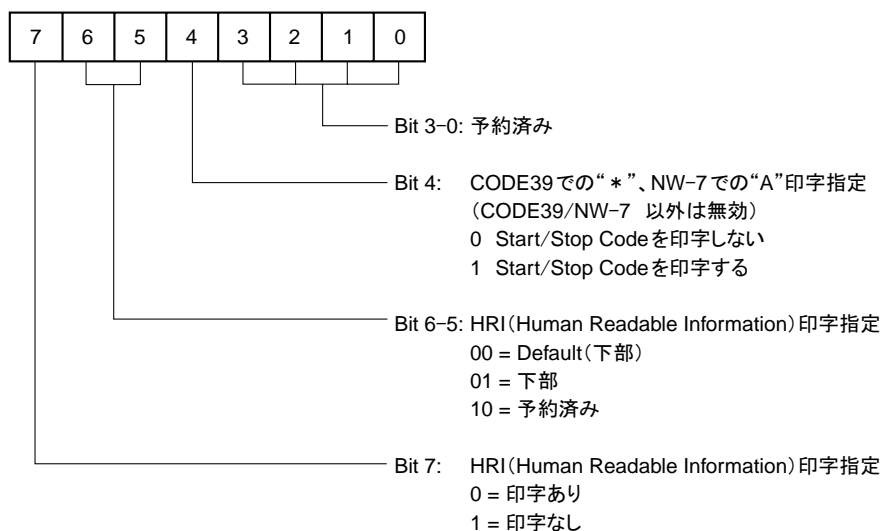 7 6 5 4 3 2 1 0
Bit 3-0: 予約済み
Bit 4: CODE39での“*”、NW-7での“A”印字指定
（CODE39/NW-7 以外は無効）
0 Start/Stop Codeを印字しない
1 Start/Stop Codeを印字する
Bit 6-5: HRI（Human Readable Information）印字指定
00 = Default（下部）
01 = 下部
10 = 予約済み
Bit 7: HRI（Human Readable Information）印字指定
0 = 印字あり
1 = 印字なし